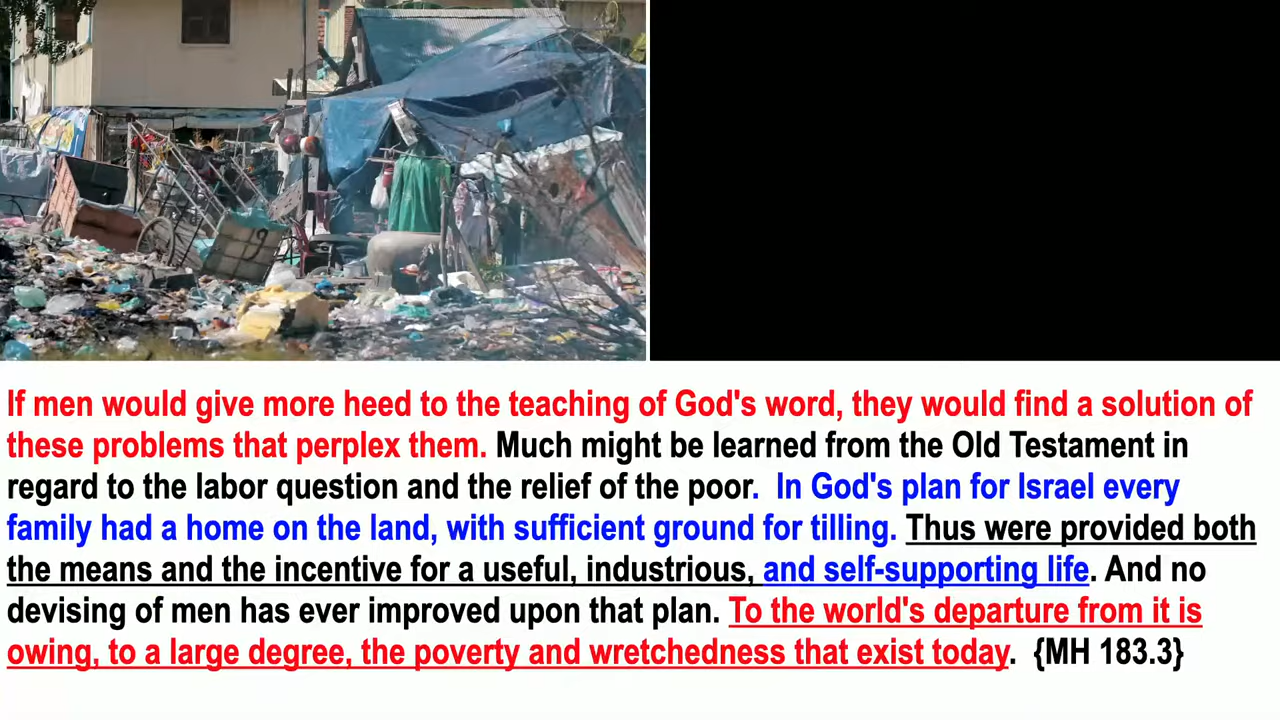 If men would give more heed to the teaching of God's word, they would find a solution of
these problems that perplex them. Much might be learned from the Old Testament in
regard to the labor question and the relief of the poor.  In God's plan for Israel every
family had a home on the land, with sufficient ground for tilling. Thus were provided both
the means and the incentive for a useful, industrious, and self-supporting life. And no
devising of men has ever improved upon that plan. To the world's departure from it is
owing, to a large degree, the poverty and wretchedness that exist today.  {MH 183.3}